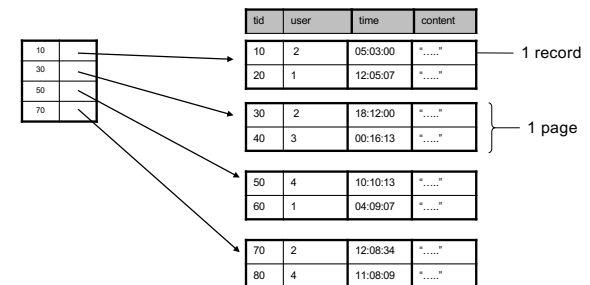 tid user time content
10 2 05:03:00 “…..” 1 record
20 1 12:05:07 “…..”
10
30
50
70
30 2 18:12:00 “…..”
40 3 00:16:13 “…..”
1 page
50 4 10:10:13 “…..”
60 1 04:09:07 “…..”
70 2 12:08:34 “…..”
80 4 11:08:09 “…..”